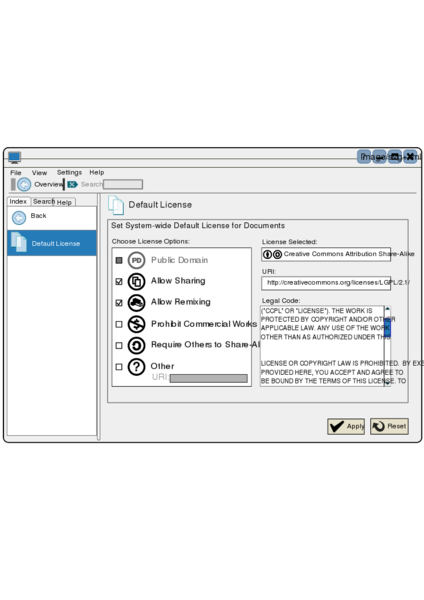 File View Settings Help
Overview Search
Index Search Help
Back
Default License
Default License
Set System-wide Default License for Documents
Choose License Options:
PD Public Domain
Allow Sharing
Allow Remixing
Prohibit Commercial Works
Require Others to Share-Al
? Other
URI:
License Selected:
Creative Commons Attribution Share-Alike
URI:
http://creativecommons.org/licenses/LGPL/2.1/
Legal Code:
("CCPL" OR "LICENSE"). THE WORK IS
PROTECTED BY COPYRIGHT AND/OR OTHER
APPLICABLE LAW. ANY USE OF THE WORK
OTHER THAN AS AUTHORIZED UNDER THIS
LICENSE OR COPYRIGHT LAW IS PROHIBITED. BY EXE
PROVIDED HERE, YOU ACCEPT AND AGREE TO
BE BOUND BY THE TERMS OF THIS LICENSE. TO
Apply Reset